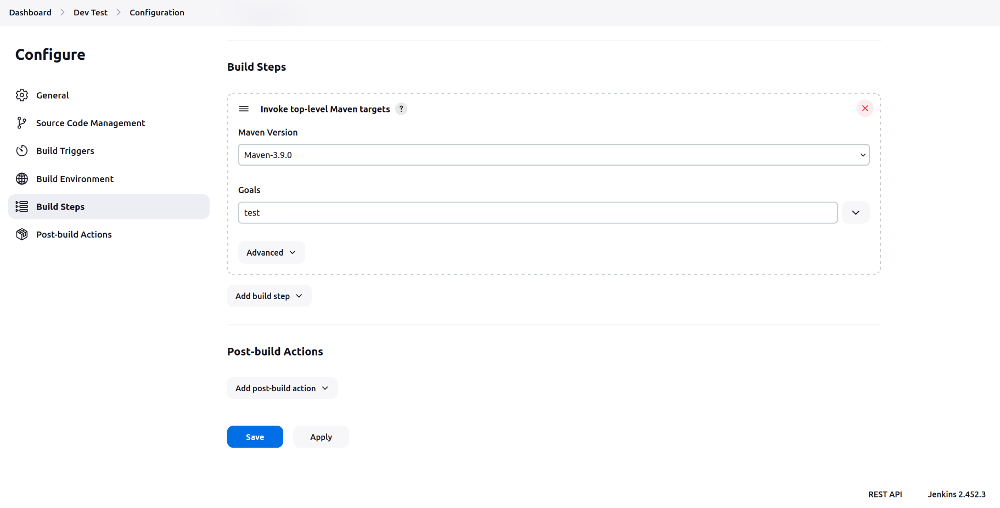 Dashboard > Dev Test > Configuration
Configure
General
Source Code Management
Build Triggers
Build Environment
Build Steps
Post-build Actions
Build Steps
Invoke top-level Maven targets ?
Maven Version
Maven-3.9.0
Goals
test
Advanced
Add build step
Post-build Actions
Add post-build action
Save Apply
REST API Jenkins 2.452.3